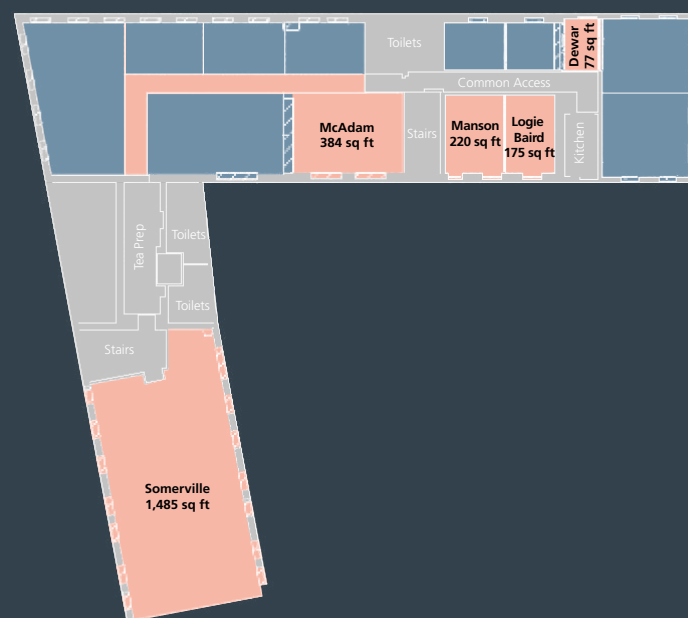 Toilets
Dewar
77 sq ft
Common Access
McAdam
384 sq ft
Stairs
Manson
220 sq ft
Logie
Baird
175 sq ft
Kitchen
Tea Prep
Toilets
Toilets
Stairs
Somerville
1,485 sq ft